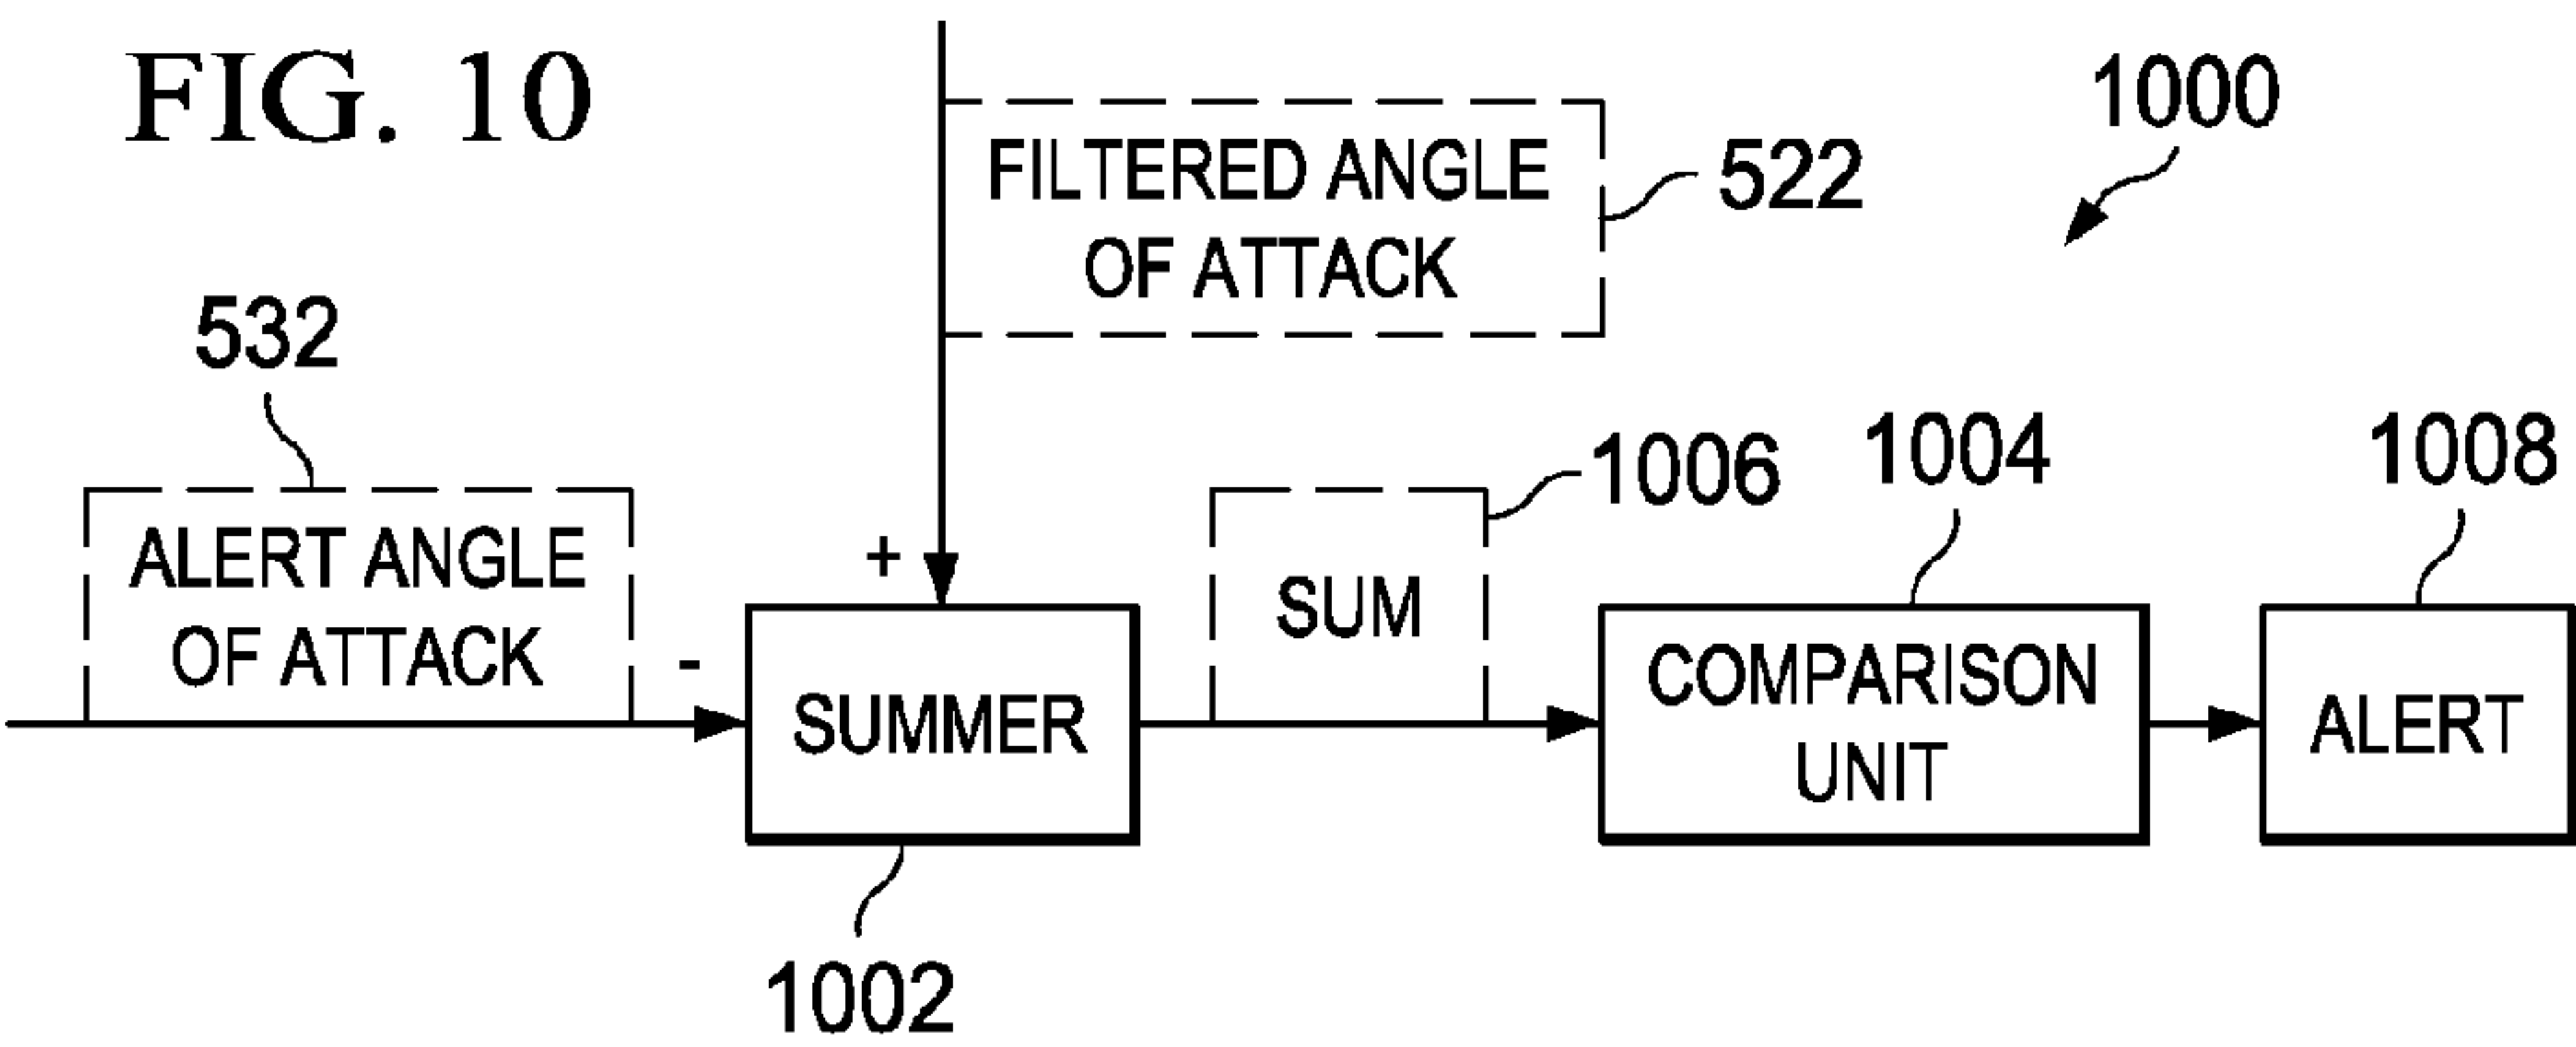 FIG. 10
1000
FILTERED ANGLE
OF ATTACK
522
532
ALERT ANGLE
OF ATTACK
+
-
SUMMER
1002
SUM
1006
1004
COMPARISON
UNIT
1008
ALERT